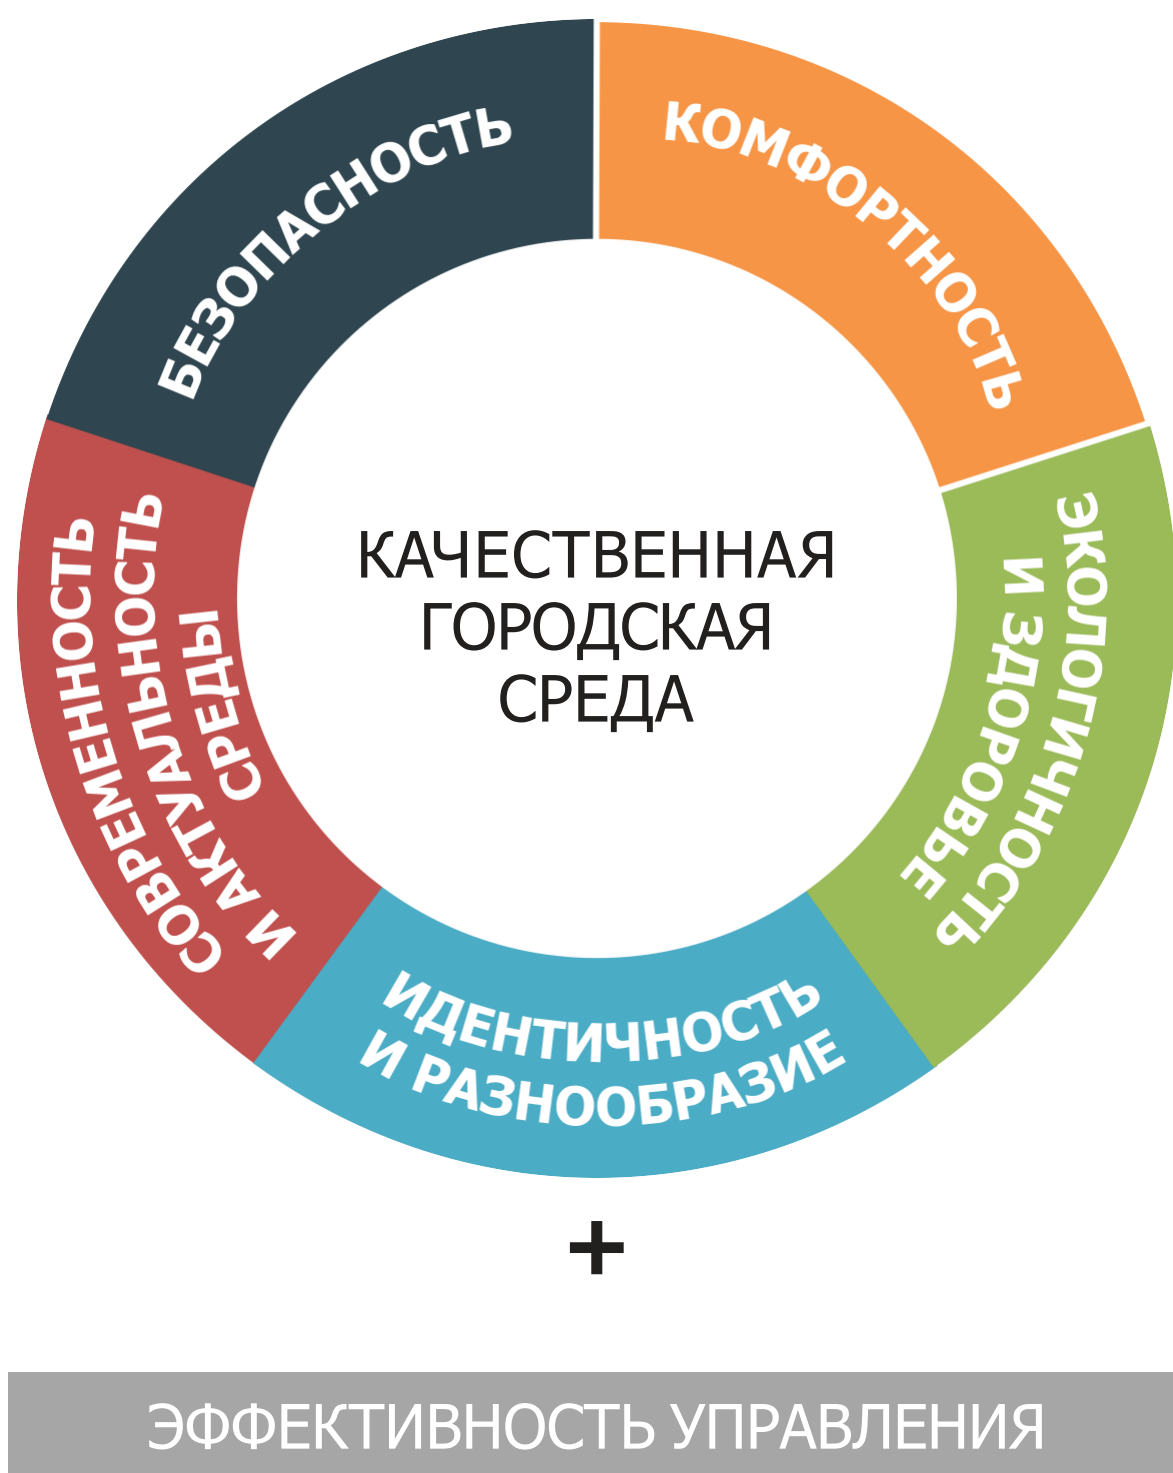 БЕЗОПАСНОСТЬ
КОМФОРТНОСТЬ
ЭКОЛОГИЧНОСТЬ
И ЗДОРОВЬЕ
ИДЕНТИЧНОСТЬ
И РАЗНООБРАЗИЕ
СОВРЕМЕННОСТЬ
И АКТУАЛЬНОСТЬ
СРЕДЫ
КАЧЕСТВЕННАЯ
ГОРОДСКАЯ
СРЕДА
+
ЭФФЕКТИВНОСТЬ УПРАВЛЕНИЯ